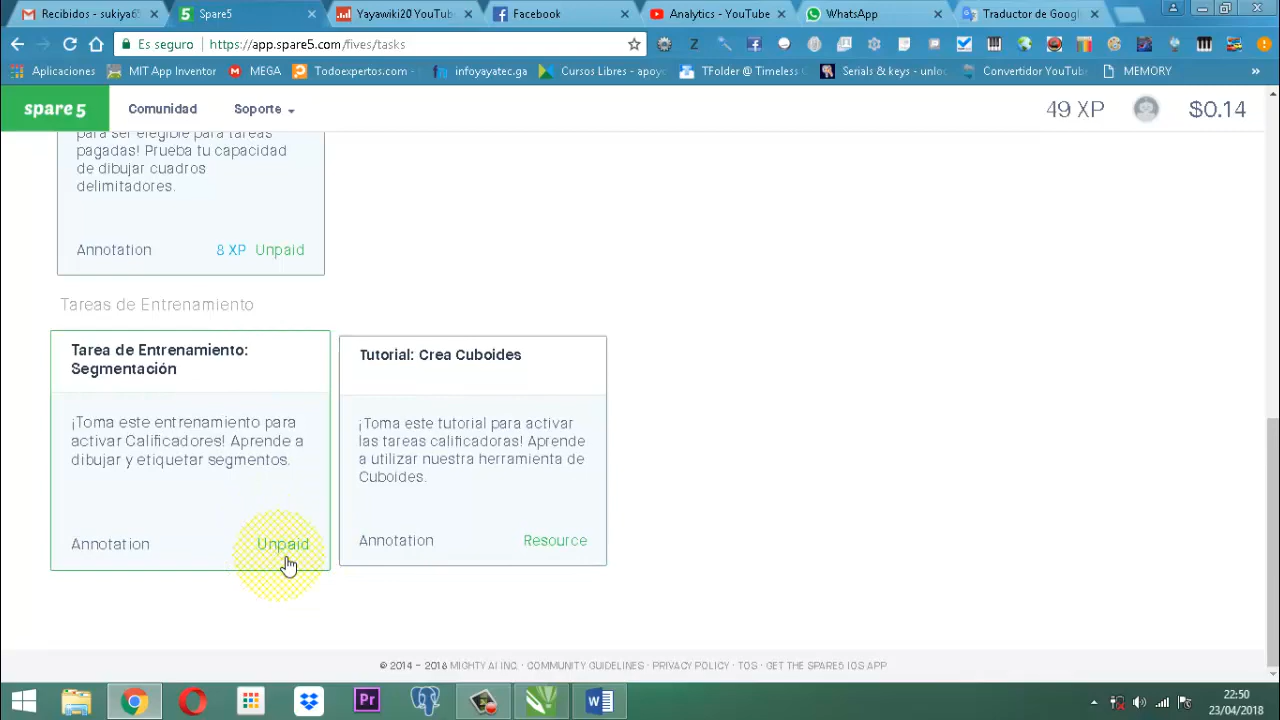 Recibidos - sukiya65
Spare5
Yayawiki20 YouTub
Facebook
Analytics - YouTube
WhatsApp
Traductor de Googl
Es seguro
https://app.spare5.com/fives/tasks
Aplicaciones
MIT App Inventor
MEGA
Todoexpertos.com -
infoyayatec.ga
Cursos Libres - apoy
TFolder @ Timeless
Serials & keys - unloc
Convertidor YouTub
MEMORY
»
spare5
Comunidad
Soporte
49 XP
$0.14
para ser elegible para tareas
pagadas! Prueba tu capacidad
de dibujar cuadros
delimitadores.
Annotation
8 XP Unpaid
Tareas de Entrenamiento
Tarea de Entrenamiento:
Segmentación
¡Toma este entrenamiento para
activar Calificadores! Aprende a
dibujar y etiquetar segmentos.
Annotation
Unpaid
Tutorial: Crea Cuboides
¡Toma este tutorial para activar
las tareas calificadoras! Aprende
a utilizar nuestra herramienta de
Cuboides.
Annotation
Resource
© 2014 - 2018 MIGHTY AI INC. · COMMUNITY GUIDELINES · PRIVACY POLICY · TOS · GET THE SPARE5 IOS APP
Pr
22:50
23/04/2018